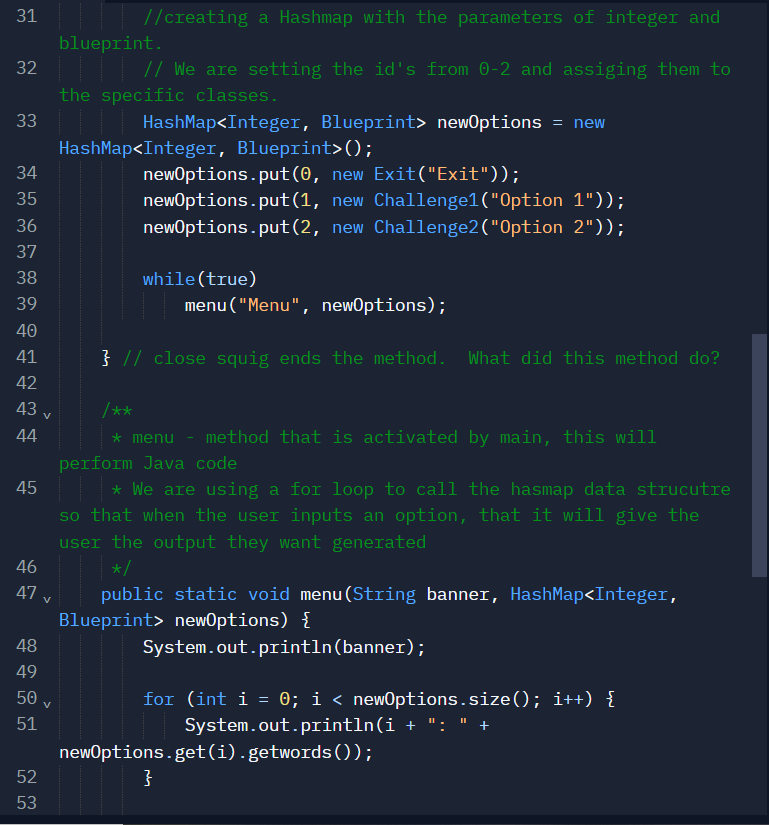 31 //creating a Hashmap with the parameters of integer and
blueprint.
32 // We are setting the id's from 0-2 and assiging them to
the specific classes.
33 HashMap<Integer, Blueprint> newOptions = new
HashMap<Integer, Blueprint>();
34 newOptions.put(0, new Exit("Exit"));
35 newOptions.put(1, new Challenge1("Option 1"));
36 newOptions.put(2, new Challenge2("Option 2"));
37
38 while(true)
39 menu("Menu", newOptions);
40
41 } // close squig ends the method.  What did this method do?
42
43 /**
44 * menu - method that is activated by main, this will
perform Java code
45 * We are using a for loop to call the hasmap data strucutre
so that when the user inputs an option, that it will give the
user the output they want generated
46 */
47 public static void menu(String banner, HashMap<Integer,
Blueprint> newOptions) {
48 System.out.println(banner);
49
50 for (int i = 0; i < newOptions.size(); i++) {
51 System.out.println(i + ": " +
newOptions.get(i).getwords());
52 }
53